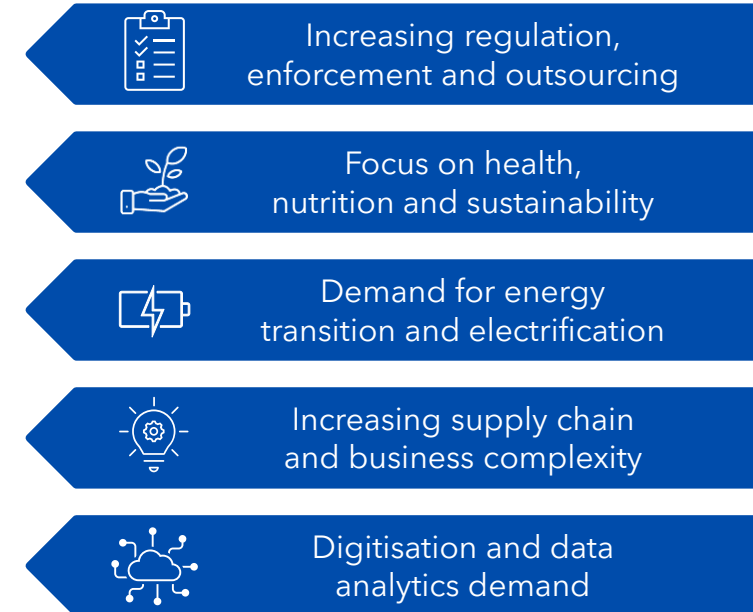 Increasing regulation,
enforcement and outsourcing
Focus on health,
nutrition and sustainability
Demand for energy
transition and electrification
Increasing supply chain
and business complexity
Digitisation and data
analytics demand